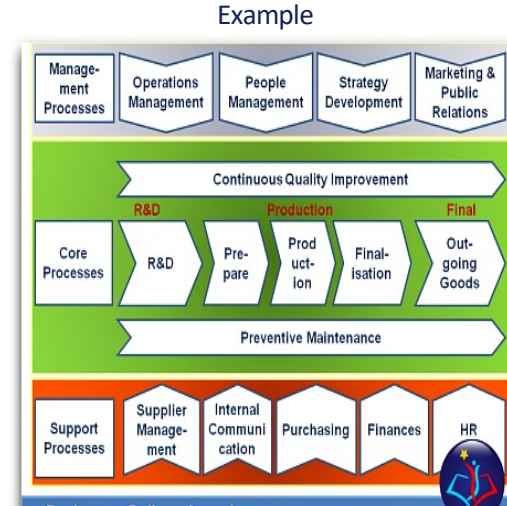 Example
Manage-
ment
Processes
Operations
Management
People
Management
Strategy
Development
Marketing &
Public
Relations
Continuous Quality Improvement
R&D
Production
Final
Core
Processes
R&D
Pre-
pare
Prod
uct-
ion
Final-
isation
Out-
going
Goods
Preventive Maintenance
Support
Processes
Supplier
Manage-
ment
Internal
Communi
cation
Purchasing
Finances
HR